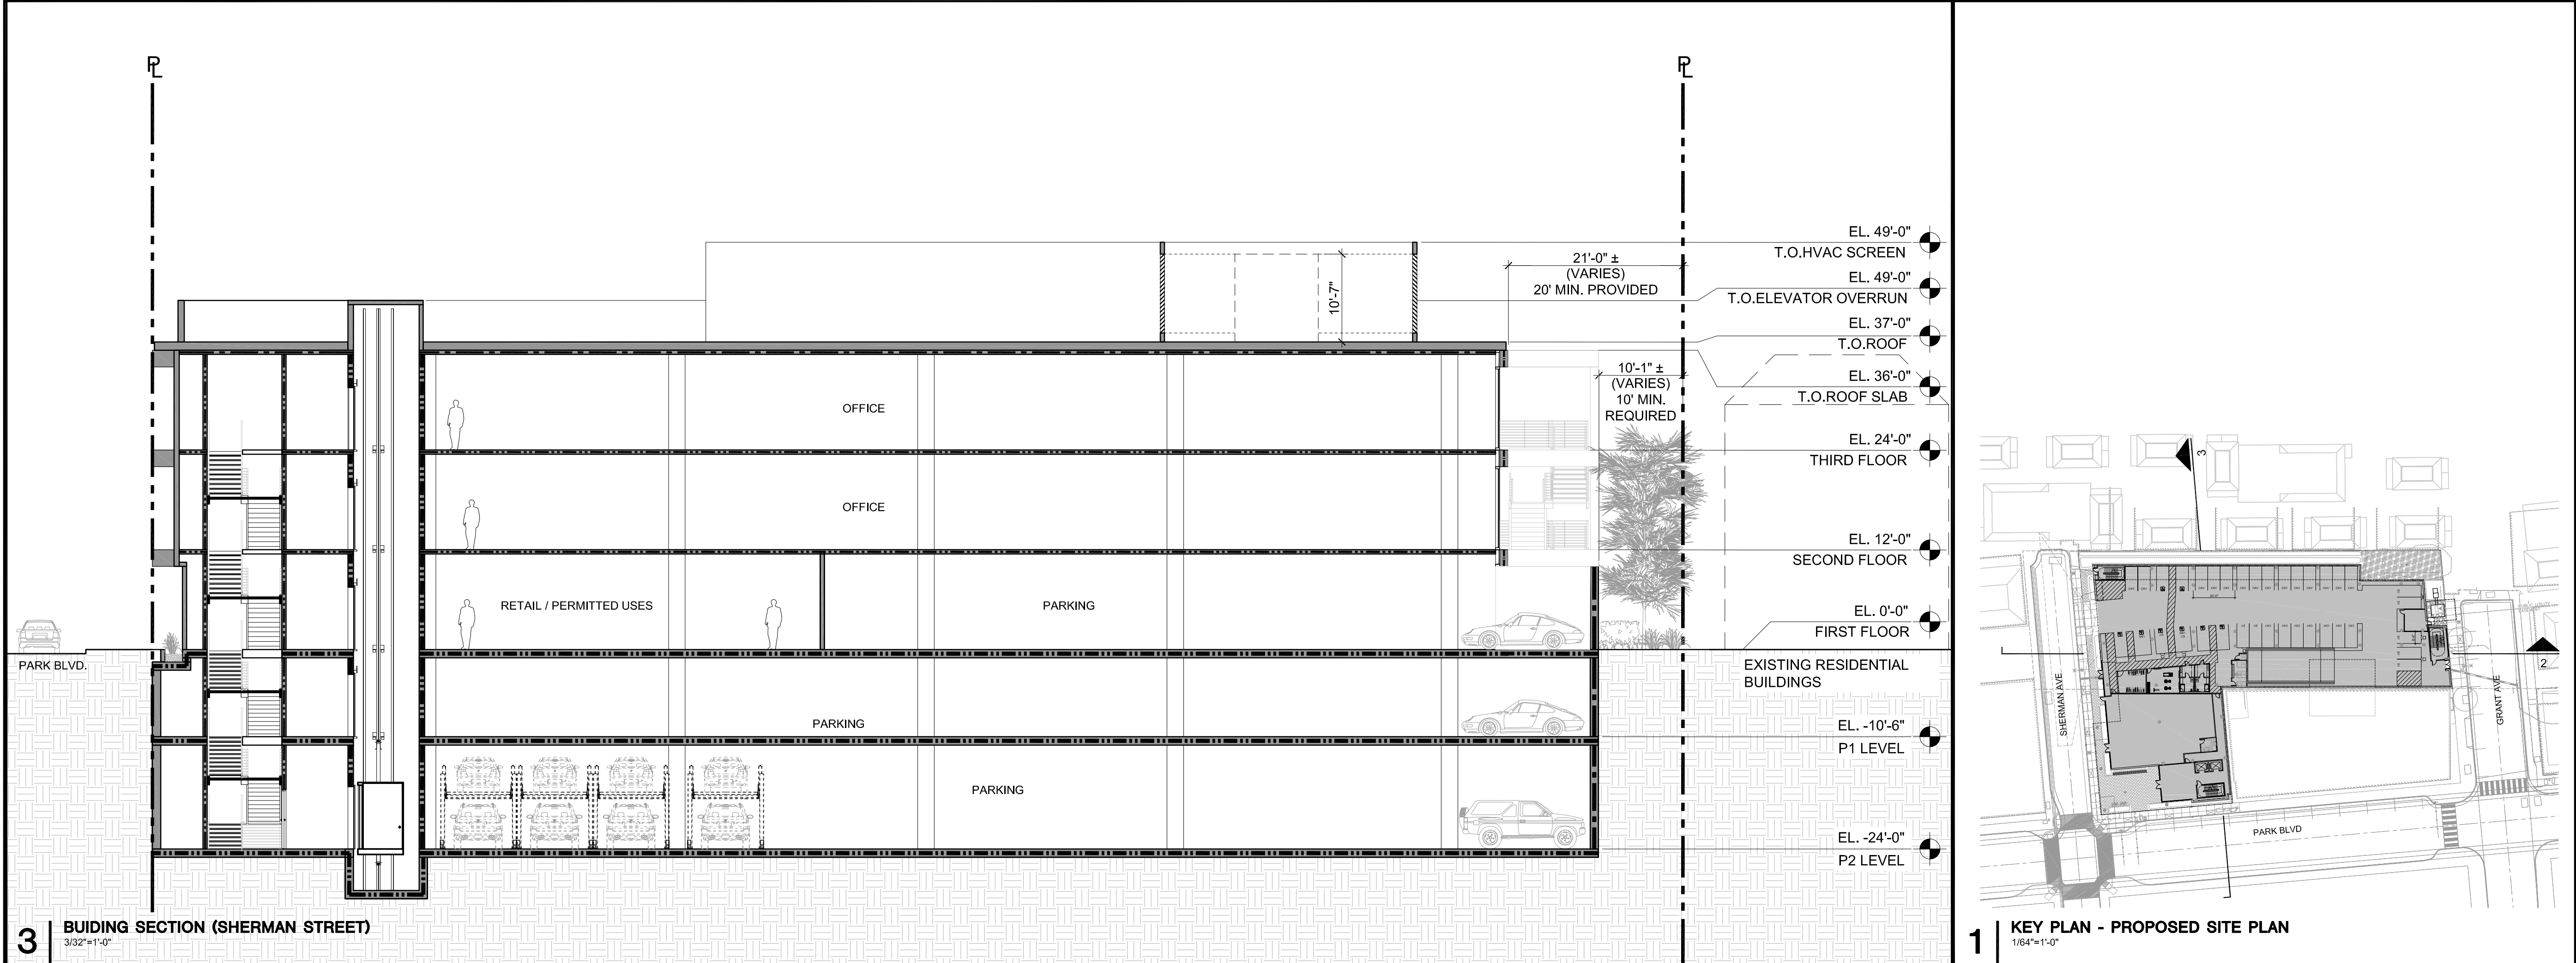 PL
PL
EL. 49'-0"
T.O.HVAC SCREEN
EL. 49'-0"
T.O.ELEVATOR OVERRUN
EL. 37'-0"
T.O.ROOF
EL. 36'-0"
T.O.ROOF SLAB
EL. 24'-0"
THIRD FLOOR
EL. 12'-0"
SECOND FLOOR
EL. 0'-0"
FIRST FLOOR
EXISTING RESIDENTIAL
BUILDINGS
EL. -10'-6"
P1 LEVEL
EL. -24'-0"
P2 LEVEL
21'-0" ±
(VARIES)
20' MIN. PROVIDED
10'-7"
10'-1" ±
(VARIES)
10' MIN.
REQUIRED
OFFICE
OFFICE
RETAIL / PERMITTED USES
PARKING
PARK BLVD.
PARKING
PARKING
3
BUIDING SECTION (SHERMAN STREET)
3/32"=1'-0"
3
2
SHERMAN AVE
GRANT AVE
PARK BLVD
1
KEY PLAN - PROPOSED SITE PLAN
1/64"=1'-0"